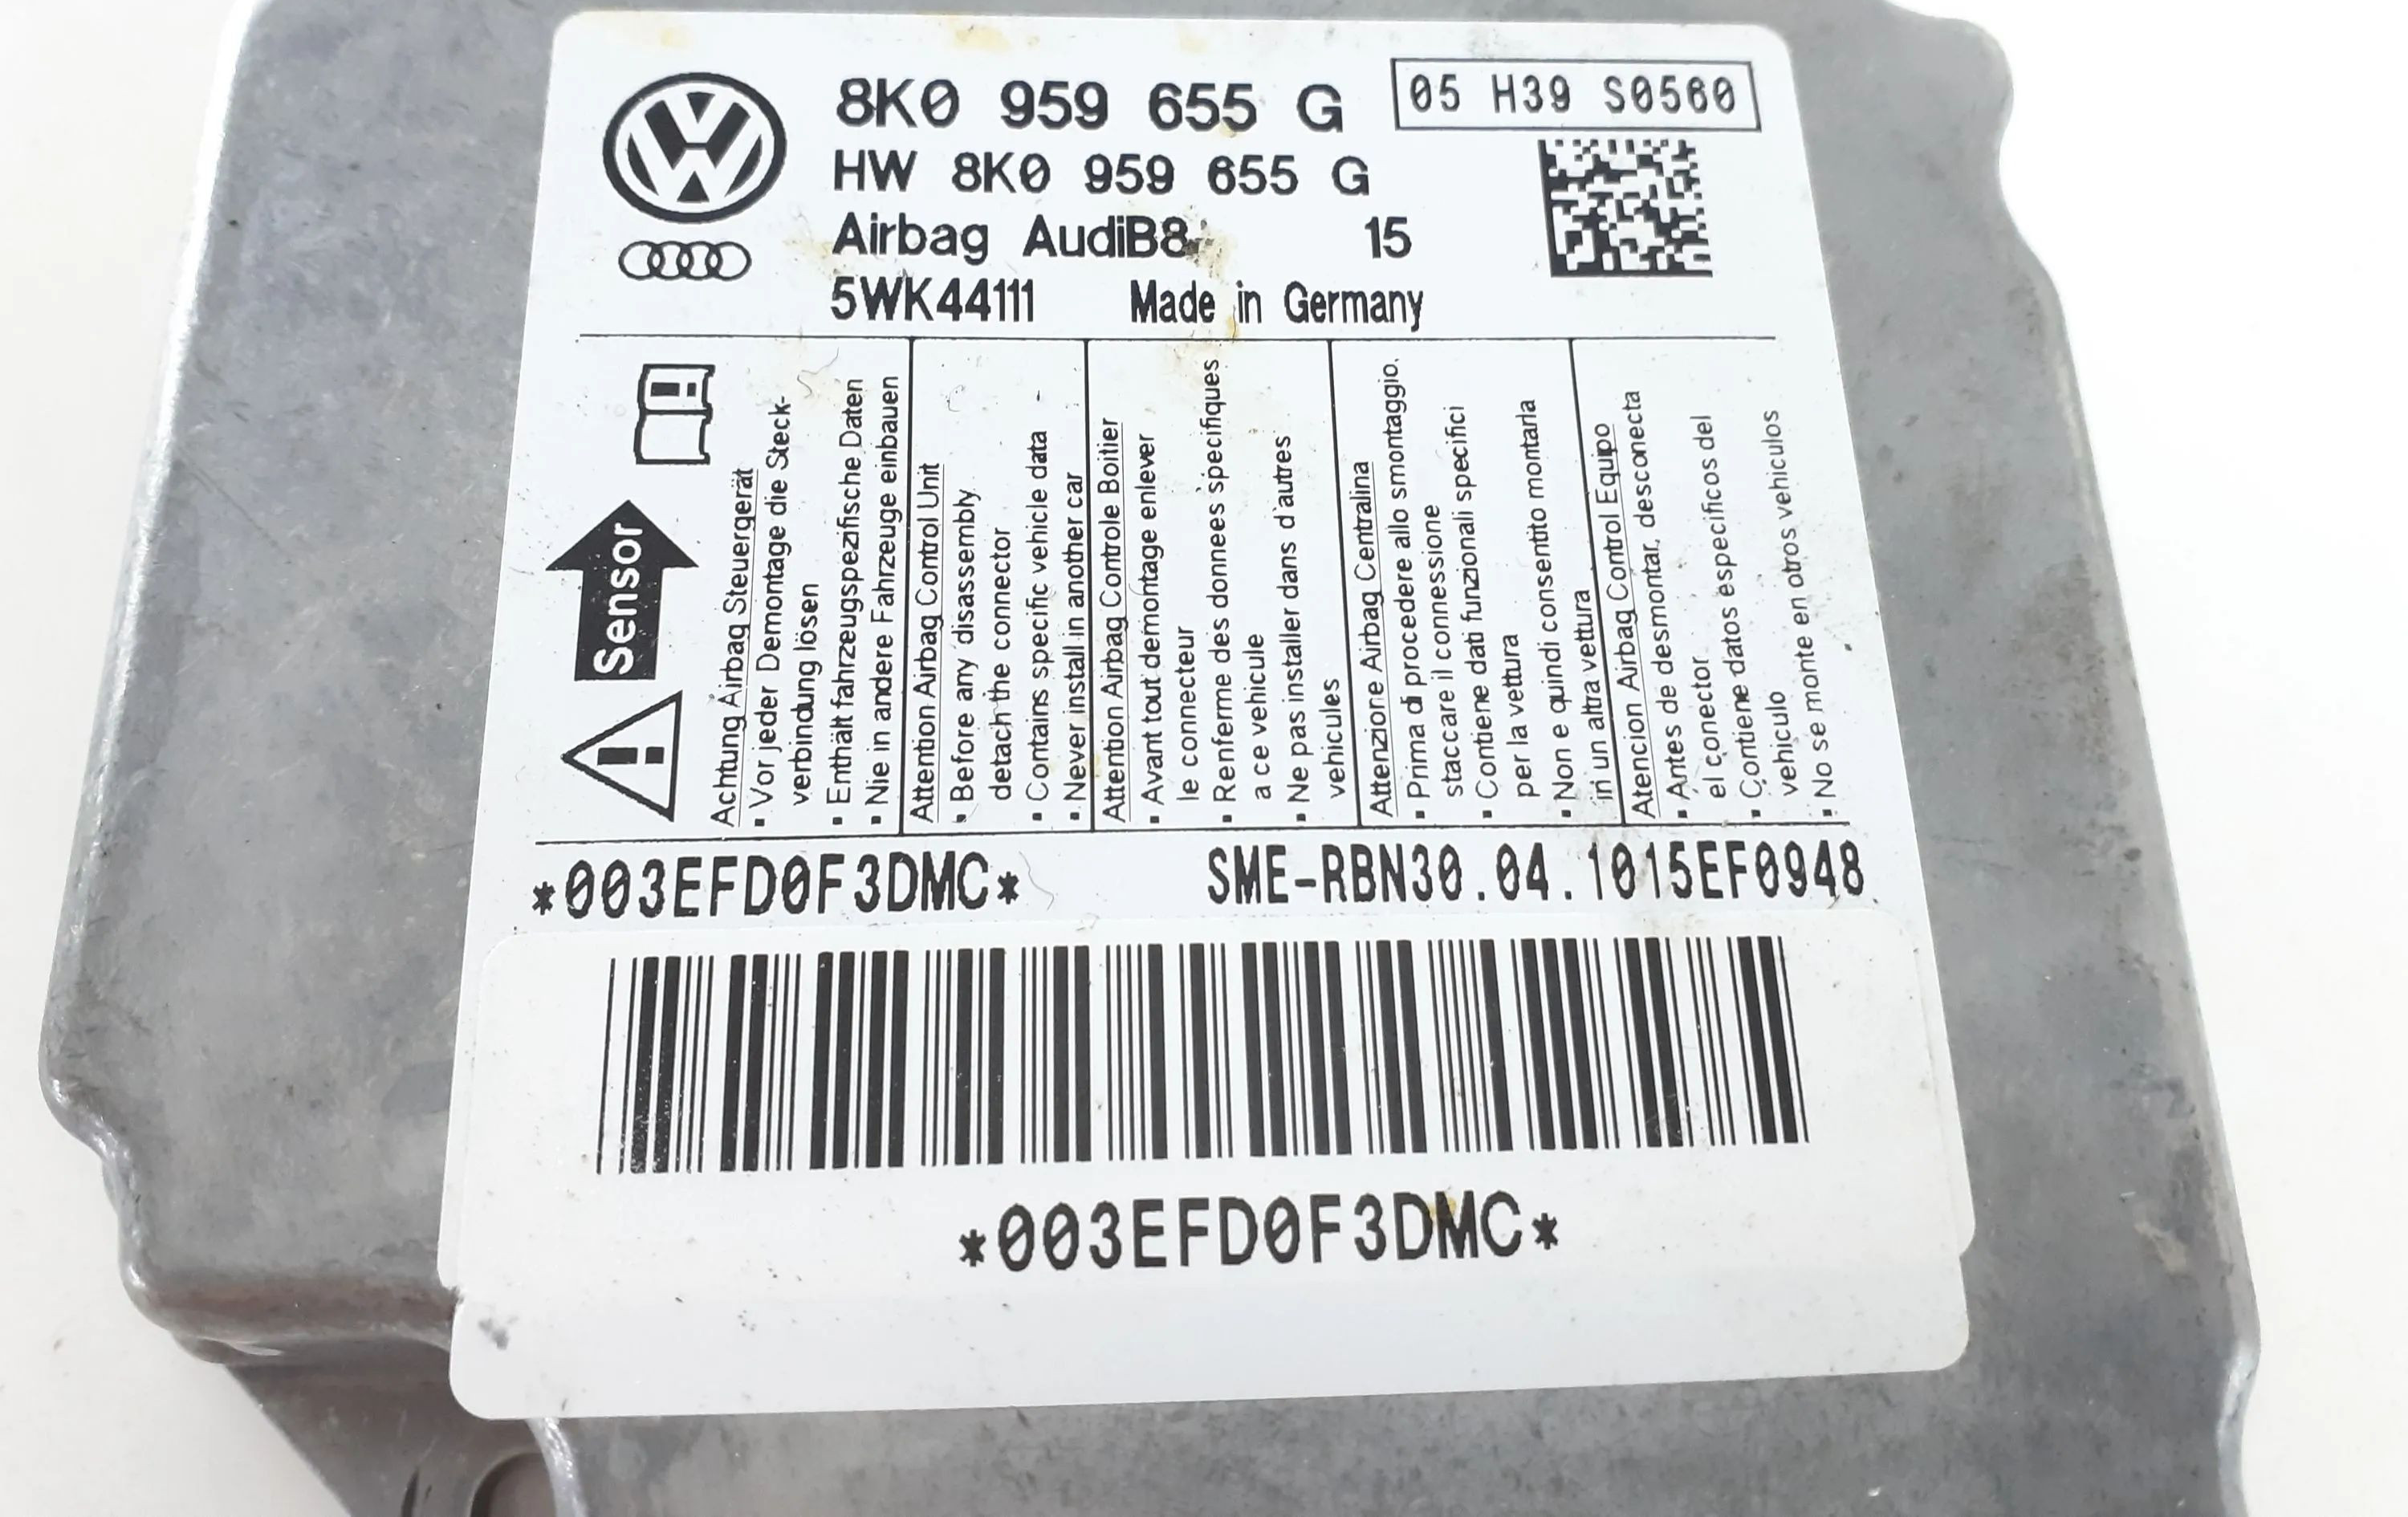 8K0 959 655 G
05 H39 S0560
HW 8K0 959 655 G
Airbag AudiB8 15
5WK44111 Made in Germany
Sensor
Achtung Airbag Steuergerät
▪ Vor jeder Demontage die Steck-
verbindung lösen
▪ Enthält fahrzeugspezifische Daten
▪ Nie in andere Fahrzeuge einbauen
Attention Airbag Control Unit
▪ Before any disassembly
detach the connector
▪ Contains specific vehicle data
▪ Never install in another car
Attention Airbag Controle Boitier
▪ Avant tout demontage enlever
le connecteur
▪ Renferme des donnees specifiques
a ce vehicule
▪ Ne pas installer dans d'autres
vehicules
Attenzione Airbag Centralina
▪ Prima di procedere allo smontaggio,
staccare il connessione
▪ Contiene dati funzionali specifici
per la vettura
▪ Non e quindi consentito montarla
in un altra vettura
Atencion Airbag Control Equipo
▪ Antes de desmontar, desconecta
el conector
▪ Contiene datos especificos del
vehiculo
▪ No se monte en otros vehiculos
*003EFD0F3DMC* SME-RBN30.04.1015EF0948
*003EFD0F3DMC*